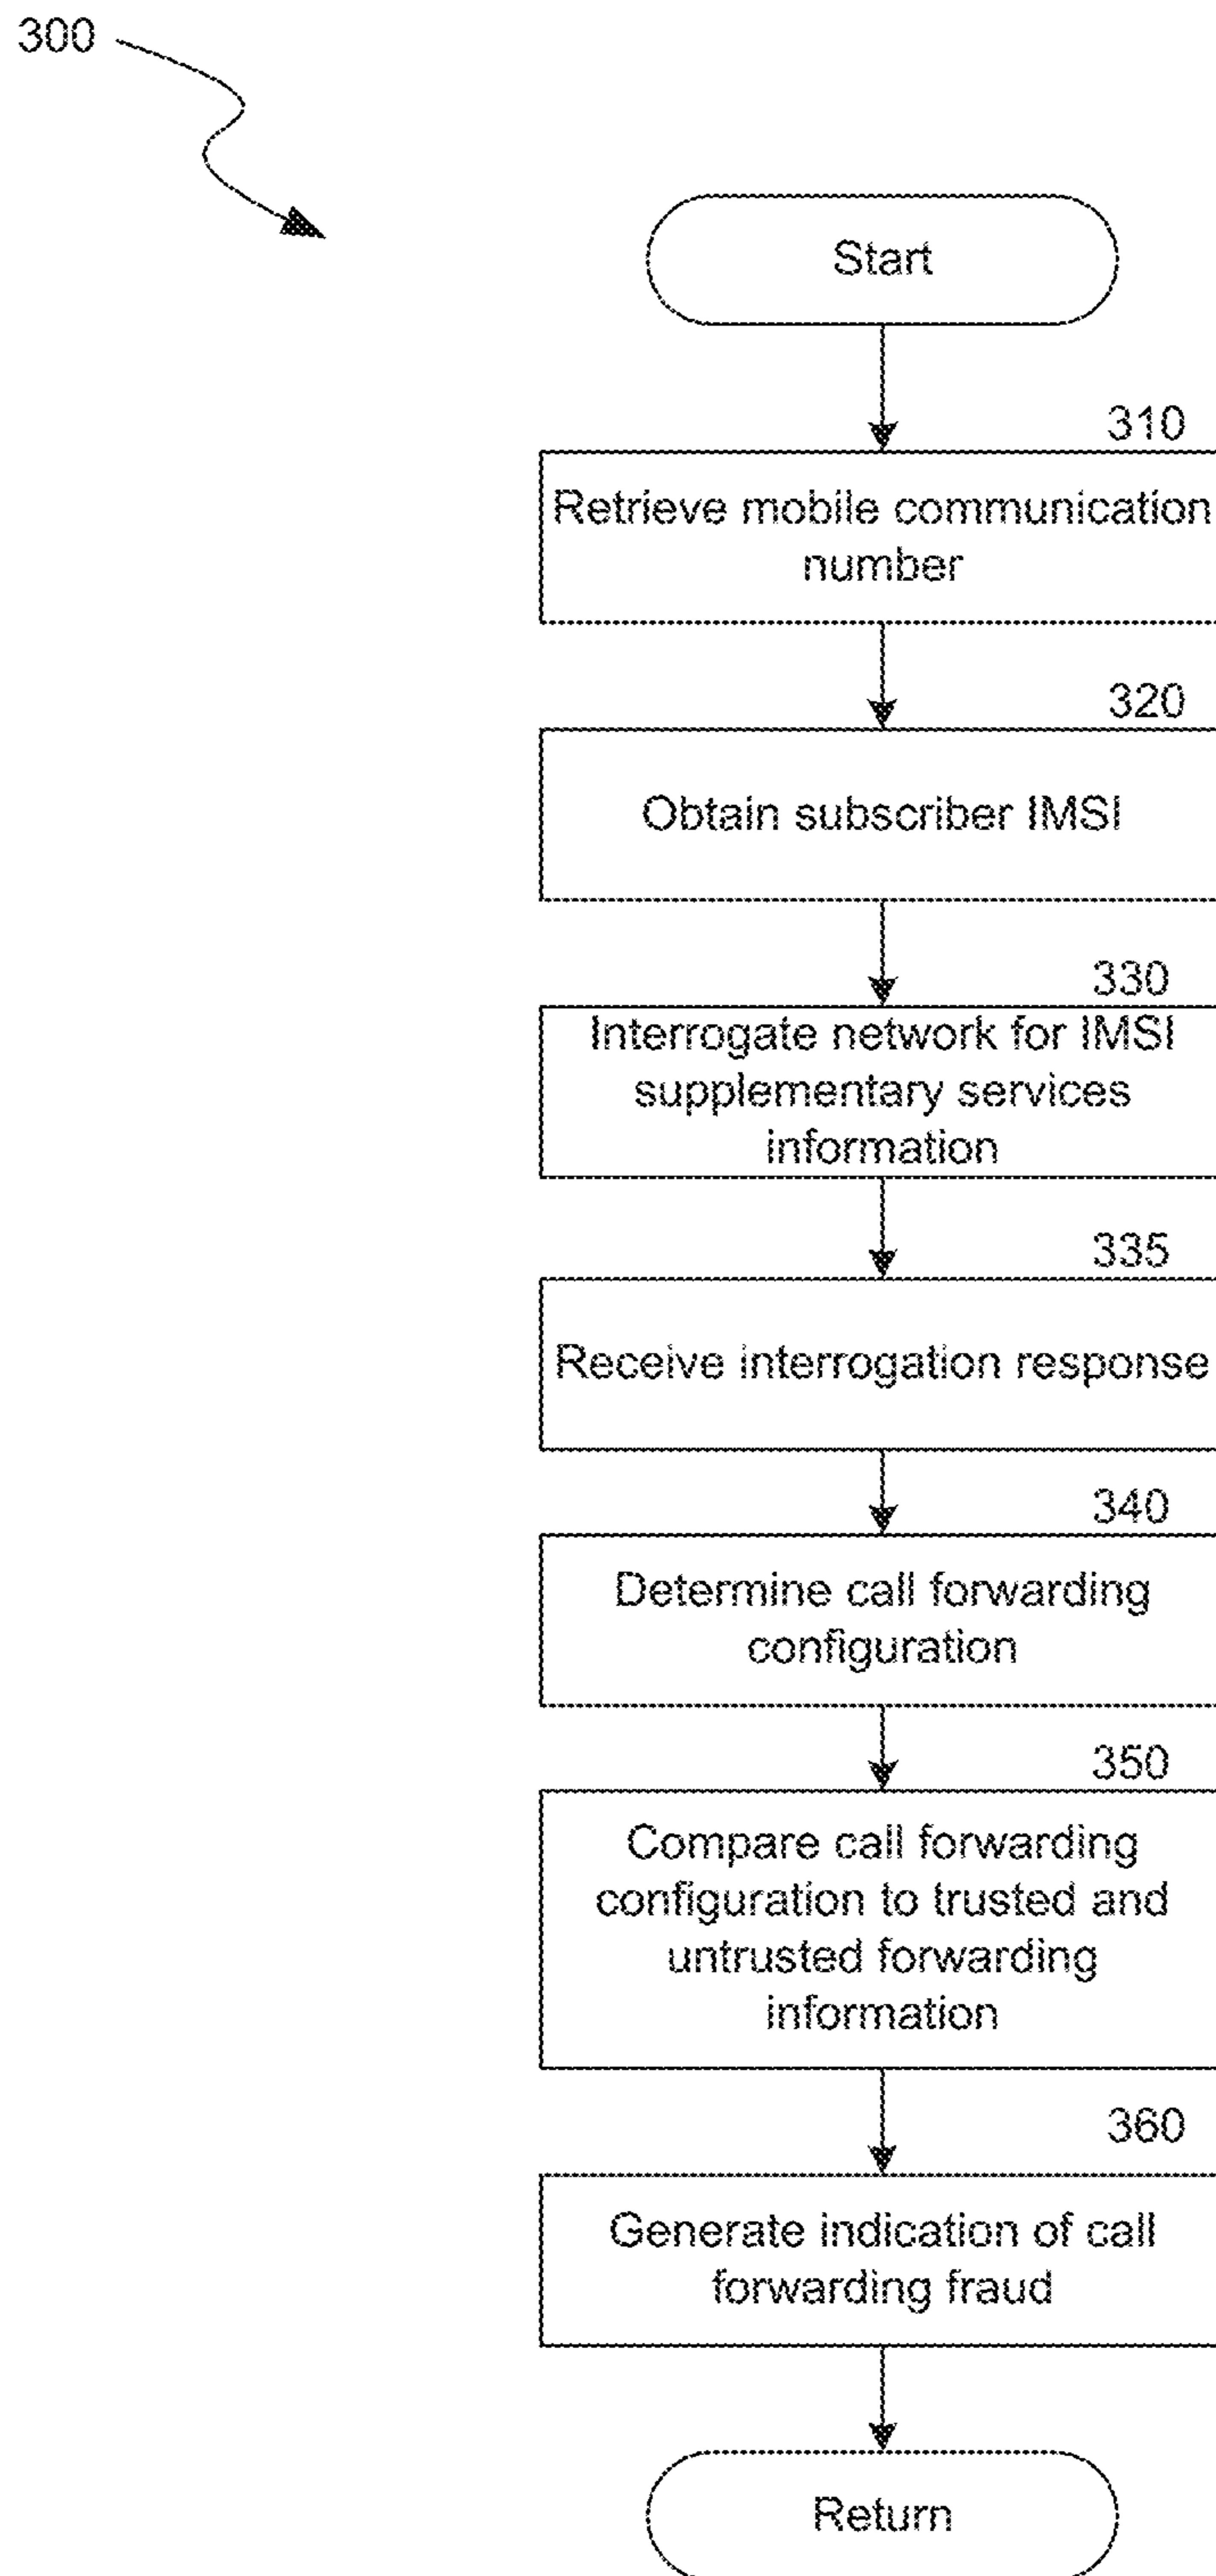 300
Start
310
Retrieve mobile communication
number
320
Obtain subscriber IMSI
330
Interrogate network for IMSI
supplementary services
information
335
Receive interrogation response
340
Determine call forwarding
configuration
350
Compare call forwarding
configuration to trusted and
untrusted forwarding
information
360
Generate indication of call
forwarding fraud
Return